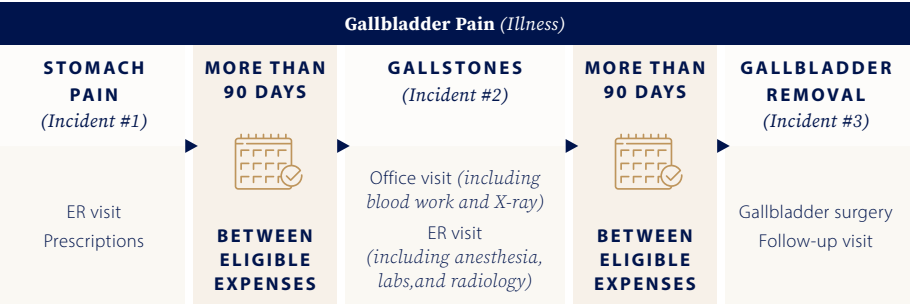 Gallbladder Pain (Illness)
STOMACH
PAIN
(Incident #1)
ER visit
Prescriptions
MORE THAN
90 DAYS
BETWEEN
ELIGIBLE
EXPENSES
GALLSTONES
(Incident #2)
Office visit (including
blood work and X-ray)
ER visit
(including anesthesia,
labs,and radiology)
MORE THAN
90 DAYS
BETWEEN
ELIGIBLE
EXPENSES
GALLBLADDER
REMOVAL
(Incident #3)
Gallbladder surgery
Follow-up visit